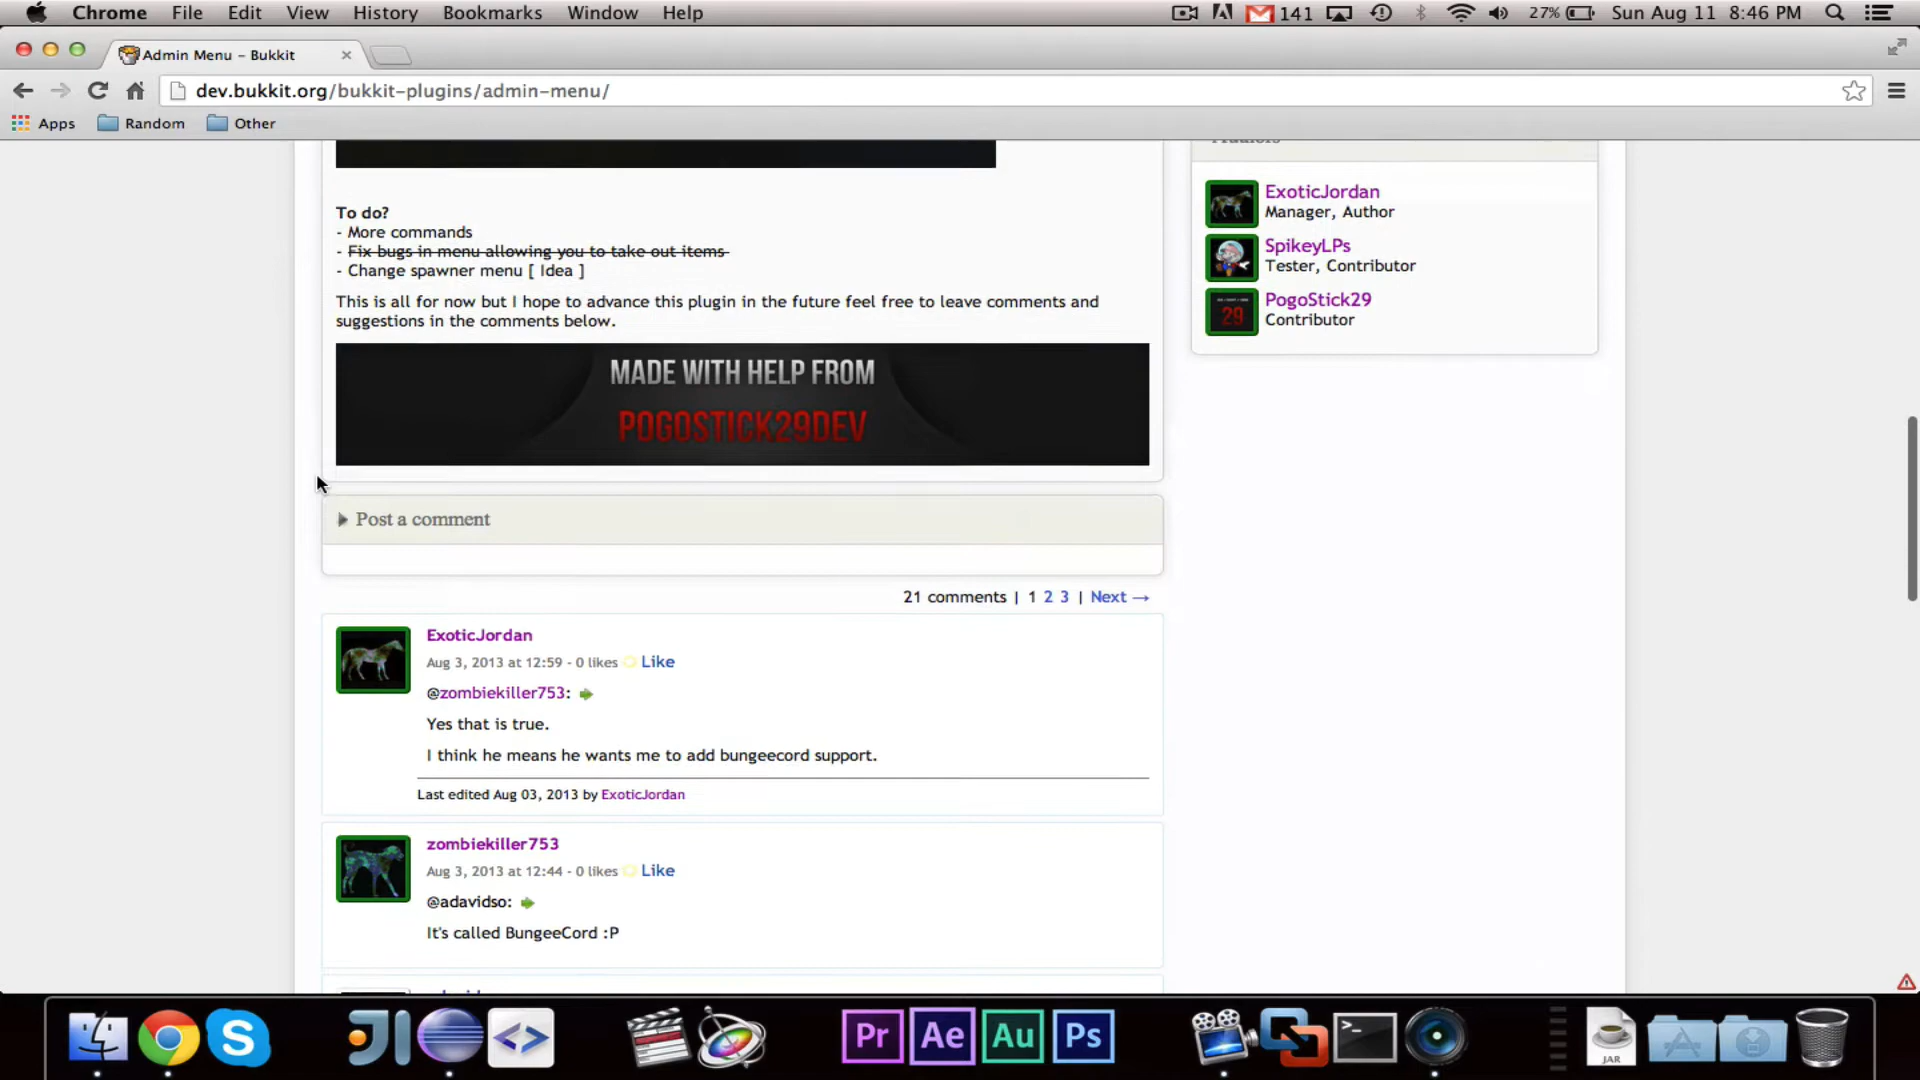 Chrome File Edit View History Bookmarks Window Help 141 27% Sun Aug 11 8:46 PM
Admin Menu – Bukkit
dev.bukkit.org/bukkit-plugins/admin-menu/
Apps Random Other
To do?
- More commands
- Fix bugs in menu allowing you to take out items
- Change spawner menu [ Idea ]
This is all for now but I hope to advance this plugin in the future feel free to leave comments and
suggestions in the comments below.
MADE WITH HELP FROM
POGOSTICK29DEV
Authors
ExoticJordan
Manager, Author
SpikeyLPs
Tester, Contributor
29
PogoStick29
Contributor
Post a comment
21 comments | 1 2 3 | Next →
ExoticJordan
Aug 3, 2013 at 12:59 - 0 likes Like
@zombiekiller753:
Yes that is true.
I think he means he wants me to add bungeecord support.
Last edited Aug 03, 2013 by ExoticJordan
zombiekiller753
Aug 3, 2013 at 12:44 - 0 likes Like
@adavidso:
It's called BungeeCord :P
S JI Pr Ae Au Ps >_ JAR